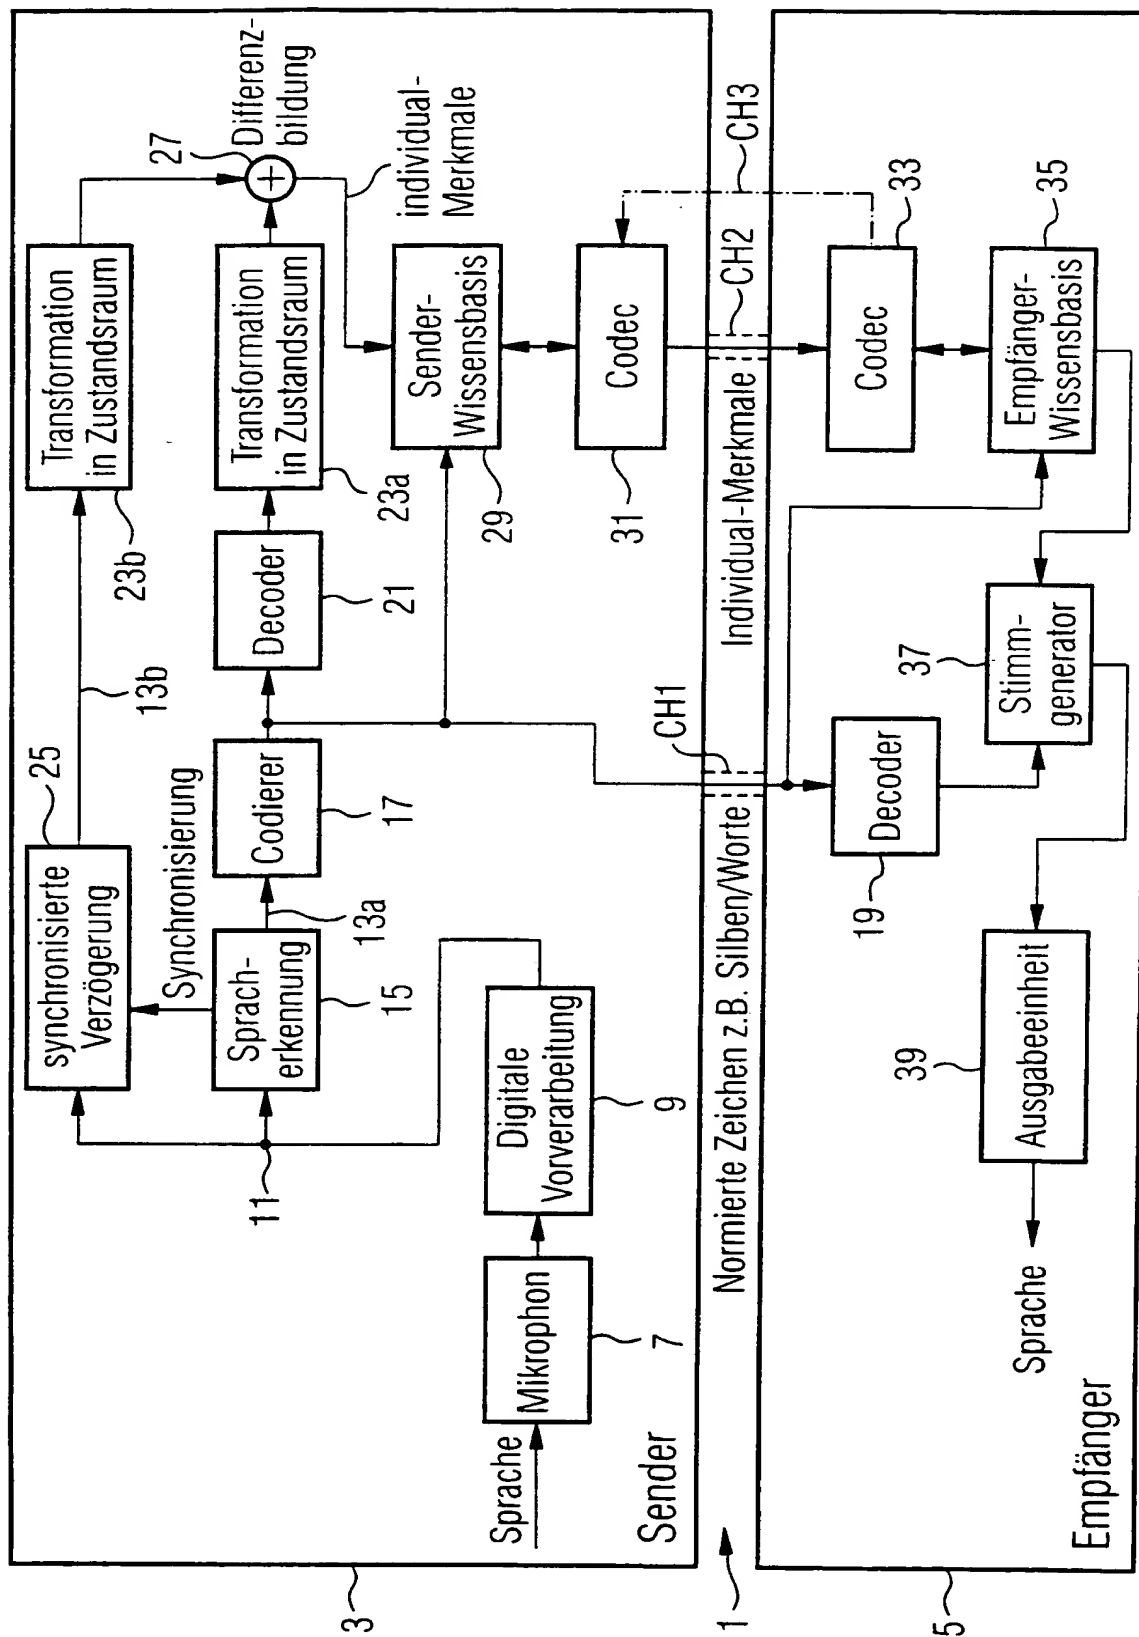 25
synchronisierte
Verzögerung
13b
23b
Transformation
in Zustandsraum
27
Differenz-
bildung
Synchronisierung
11
Sprach-
erkennung
15
13a
Codierer
17
Decoder
21
Transformation
in Zustandsraum
23a
individual-
Merkmale
Sender-
Wissensbasis
29
Codec
31
Sprache
Mikrophon
7
Digitale
Vorverarbeitung
9
Sender
3
1
Normierte Zeichen z.B. Silben/Worte
CH1
Individual-Merkmale
CH2
CH3
Decoder
19
Codec
33
Empfänger-
Wissensbasis
35
37
Stimm-
generator
39
Ausgabeeinheit
Sprache
Empfänger
5